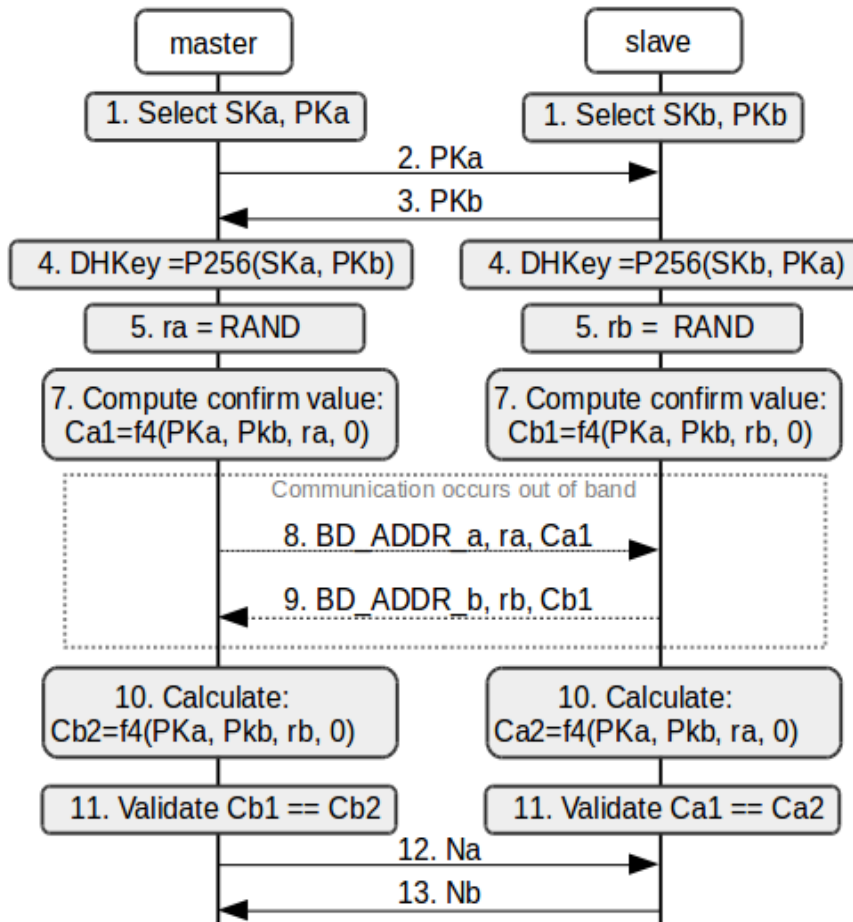 master
slave
1. Select SKa, PKa
1. Select SKb, PKb
2. PKa
3. PKb
4. DHKey =P256(SKa, PKb)
4. DHKey =P256(SKb, PKa)
5. ra = RAND
5. rb = RAND
7. Compute confirm value:
Ca1=f4(PKa, Pkb, ra, 0)
7. Compute confirm value:
Cb1=f4(PKa, Pkb, rb, 0)
Communication occurs out of band
8. BD_ADDR_a, ra, Ca1
9. BD_ADDR_b, rb, Cb1
10. Calculate:
Cb2=f4(PKa, Pkb, rb, 0)
10. Calculate:
Ca2=f4(PKa, Pkb, ra, 0)
11. Validate Cb1 == Cb2
11. Validate Ca1 == Ca2
12. Na
13. Nb